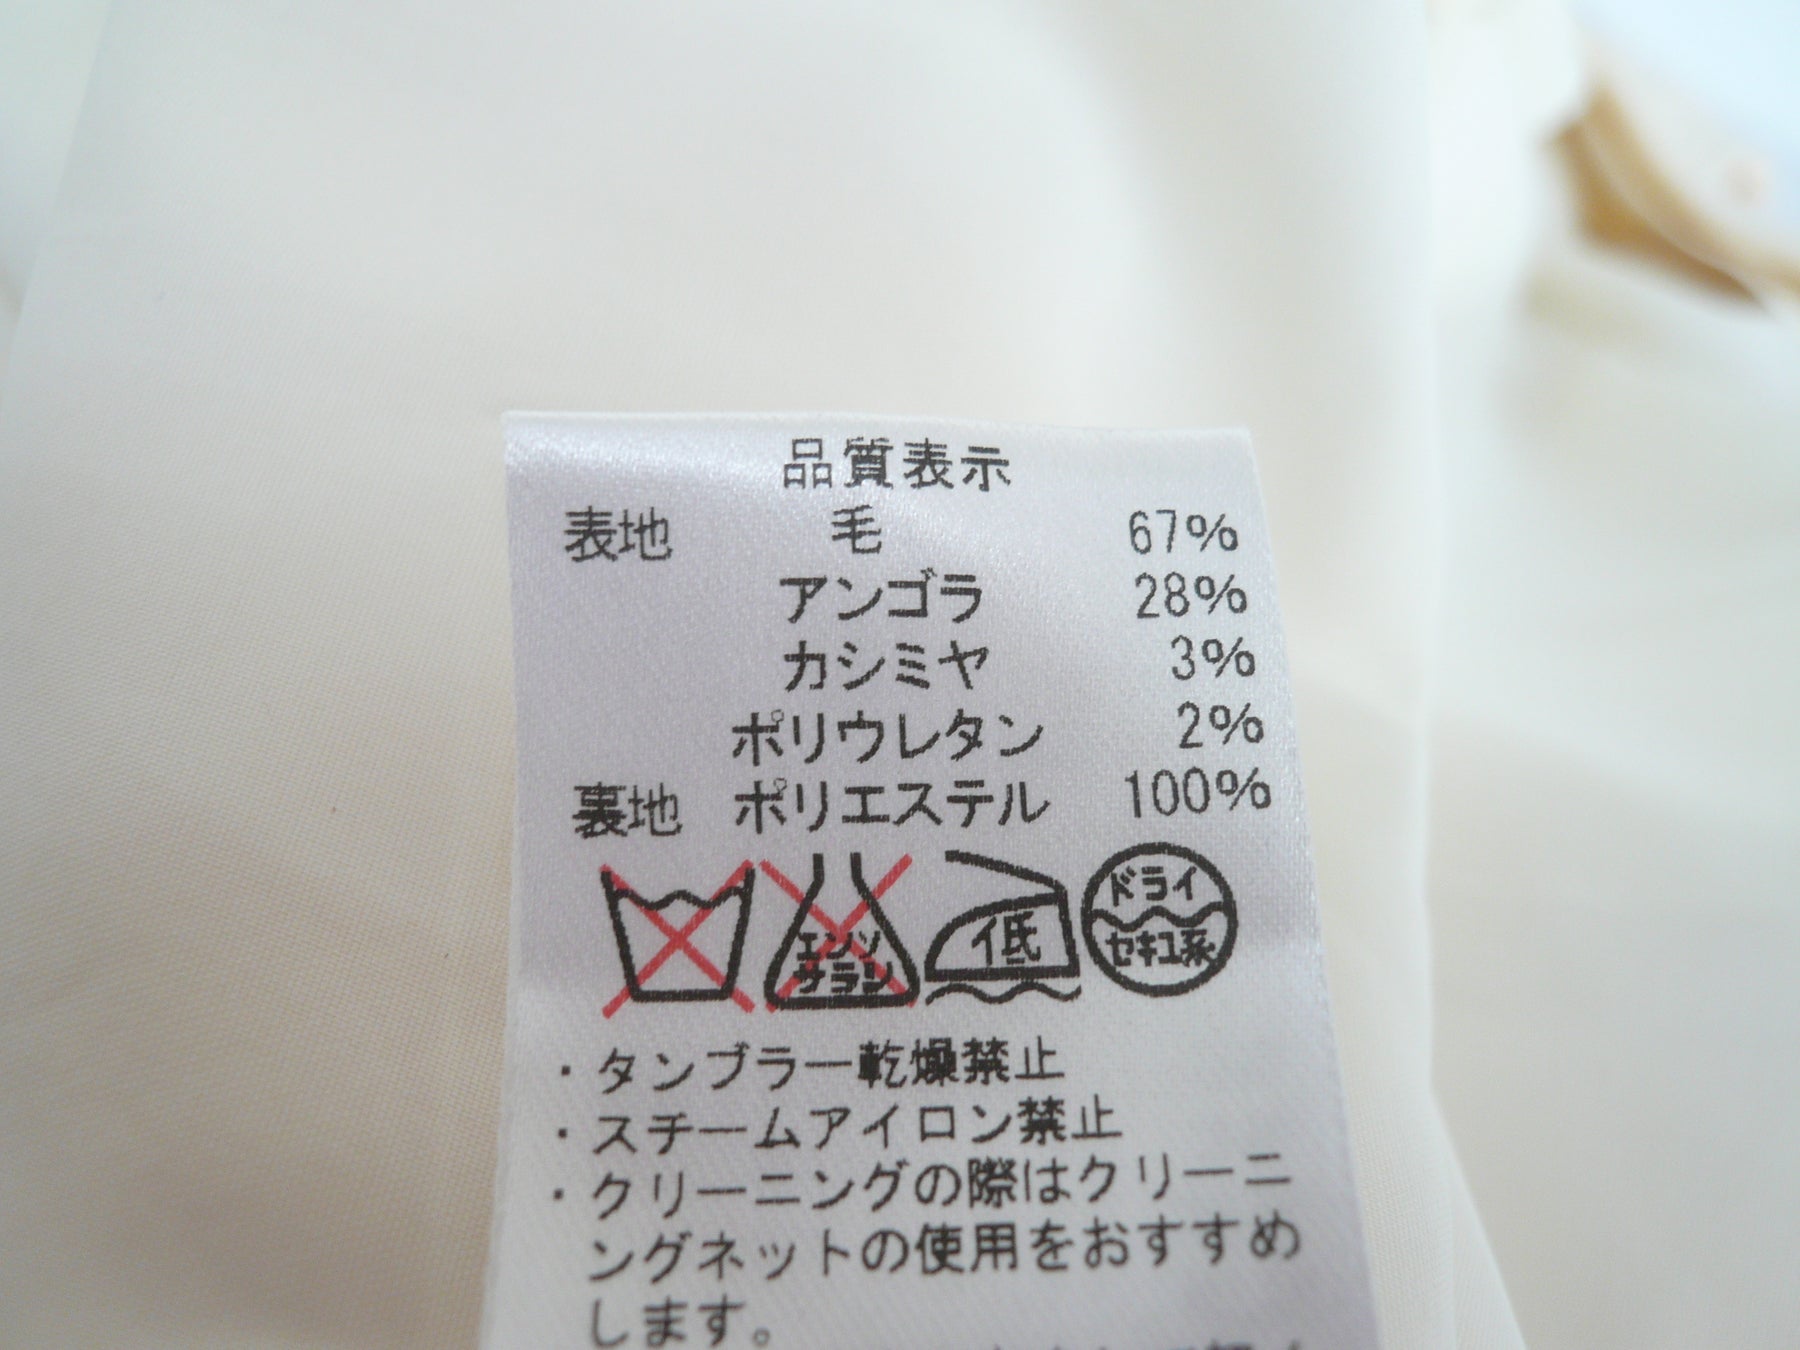 品質表示
表地 毛 67%
アンゴラ 28%
カシミヤ 3%
ポリウレタン 2%
裏地 ポリエステル 100%
エンソ サラシ
低
ドライ
セキユ系
・タンブラー乾燥禁止
・スチームアイロン禁止
・クリーニングの際はクリーニ
ングネットの使用をおすすめ
します。